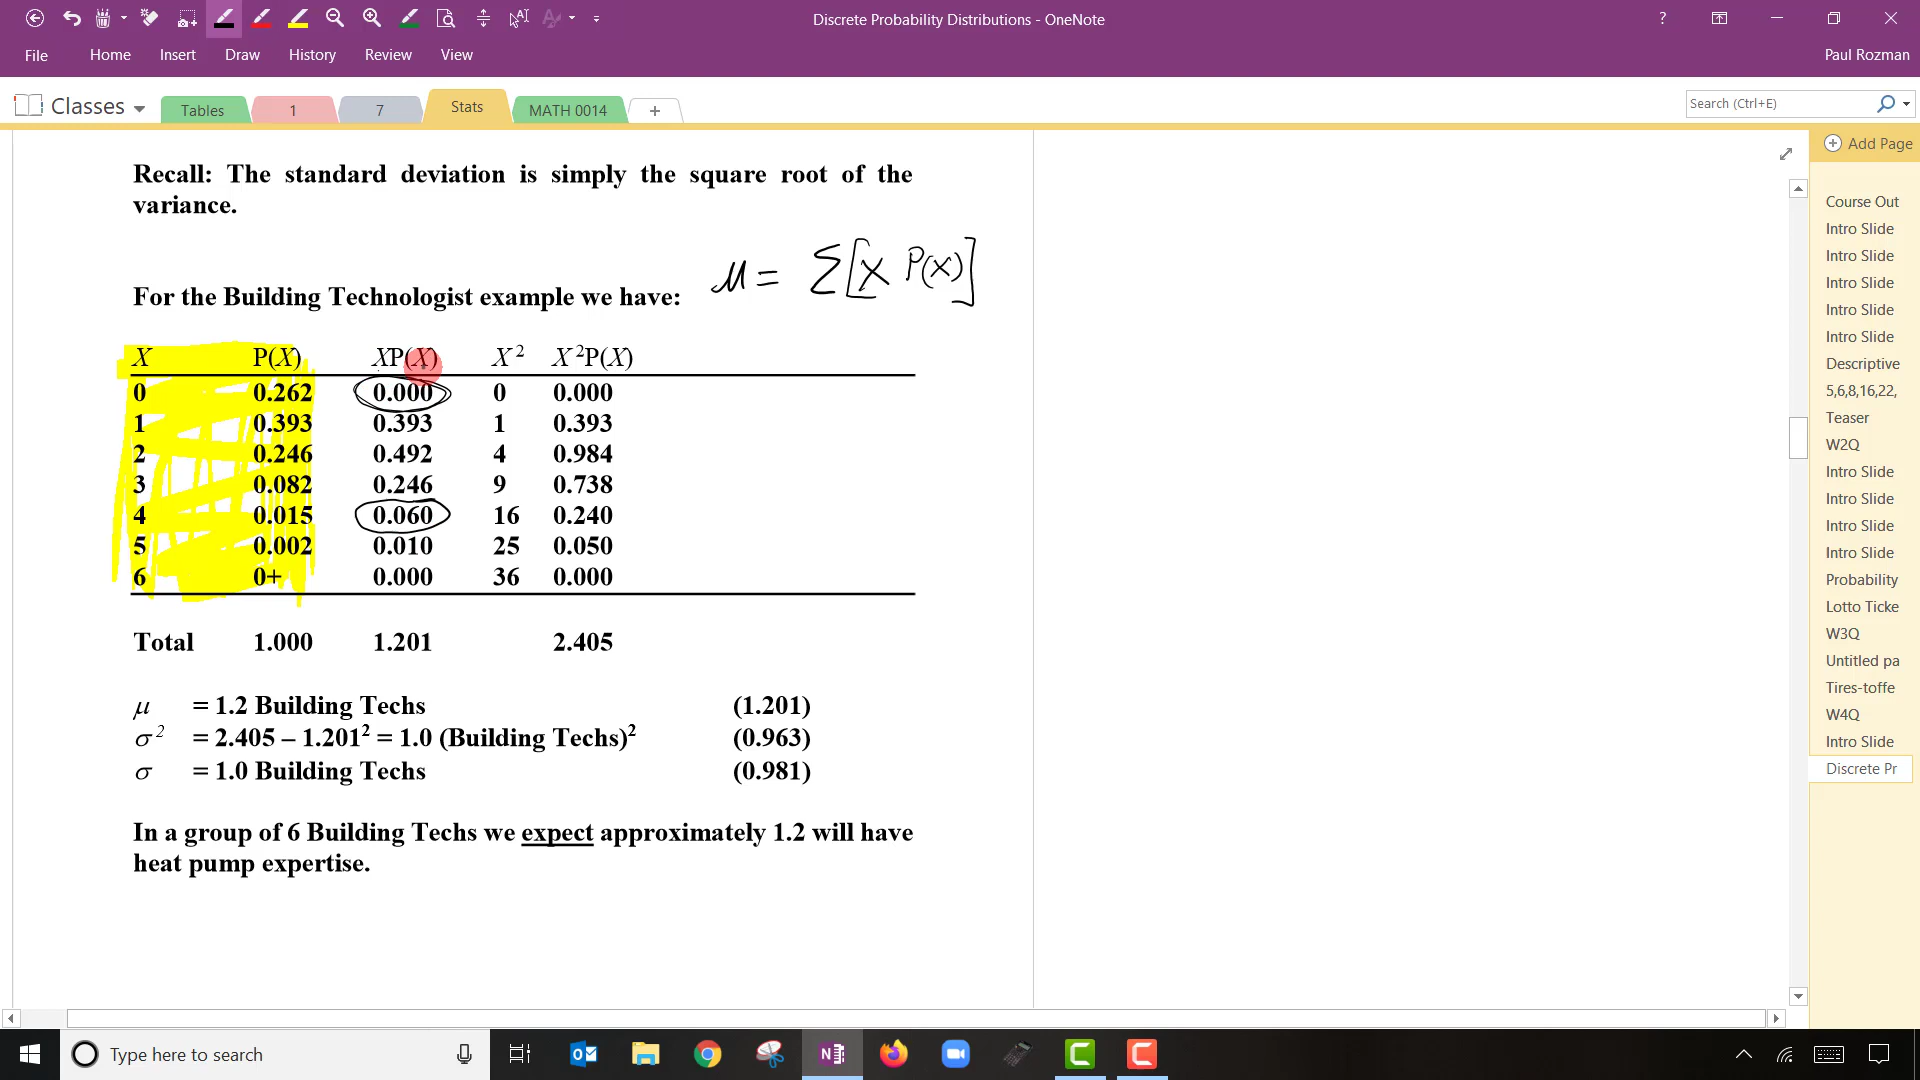 Discrete Probability Distributions - OneNote
?
File Home Insert Draw History Review View
Paul Rozman
Classes Tables 1 7 Stats MATH 0014 +
Search (Ctrl+E)
Add Page
Recall: The standard deviation is simply the square root of the
variance.
μ = Σ[X P(X)]
For the Building Technologist example we have:
X P(X) XP(X) X² X²P(X)
0 0.262 0.000 0 0.000
1 0.393 0.393 1 0.393
2 0.246 0.492 4 0.984
3 0.082 0.246 9 0.738
4 0.015 0.060 16 0.240
5 0.002 0.010 25 0.050
6 0+ 0.000 36 0.000
Total 1.000 1.201 2.405
μ = 1.2 Building Techs (1.201)
σ² = 2.405 – 1.201² = 1.0 (Building Techs)² (0.963)
σ = 1.0 Building Techs (0.981)
In a group of 6 Building Techs we expect approximately 1.2 will have
heat pump expertise.
Course Out
Intro Slide
Intro Slide
Intro Slide
Intro Slide
Intro Slide
Descriptive
5,6,8,16,22,
Teaser
W2Q
Intro Slide
Intro Slide
Intro Slide
Intro Slide
Probability
Lotto Ticke
W3Q
Untitled pa
Tires-toffe
W4Q
Intro Slide
Discrete Pr
Type here to search